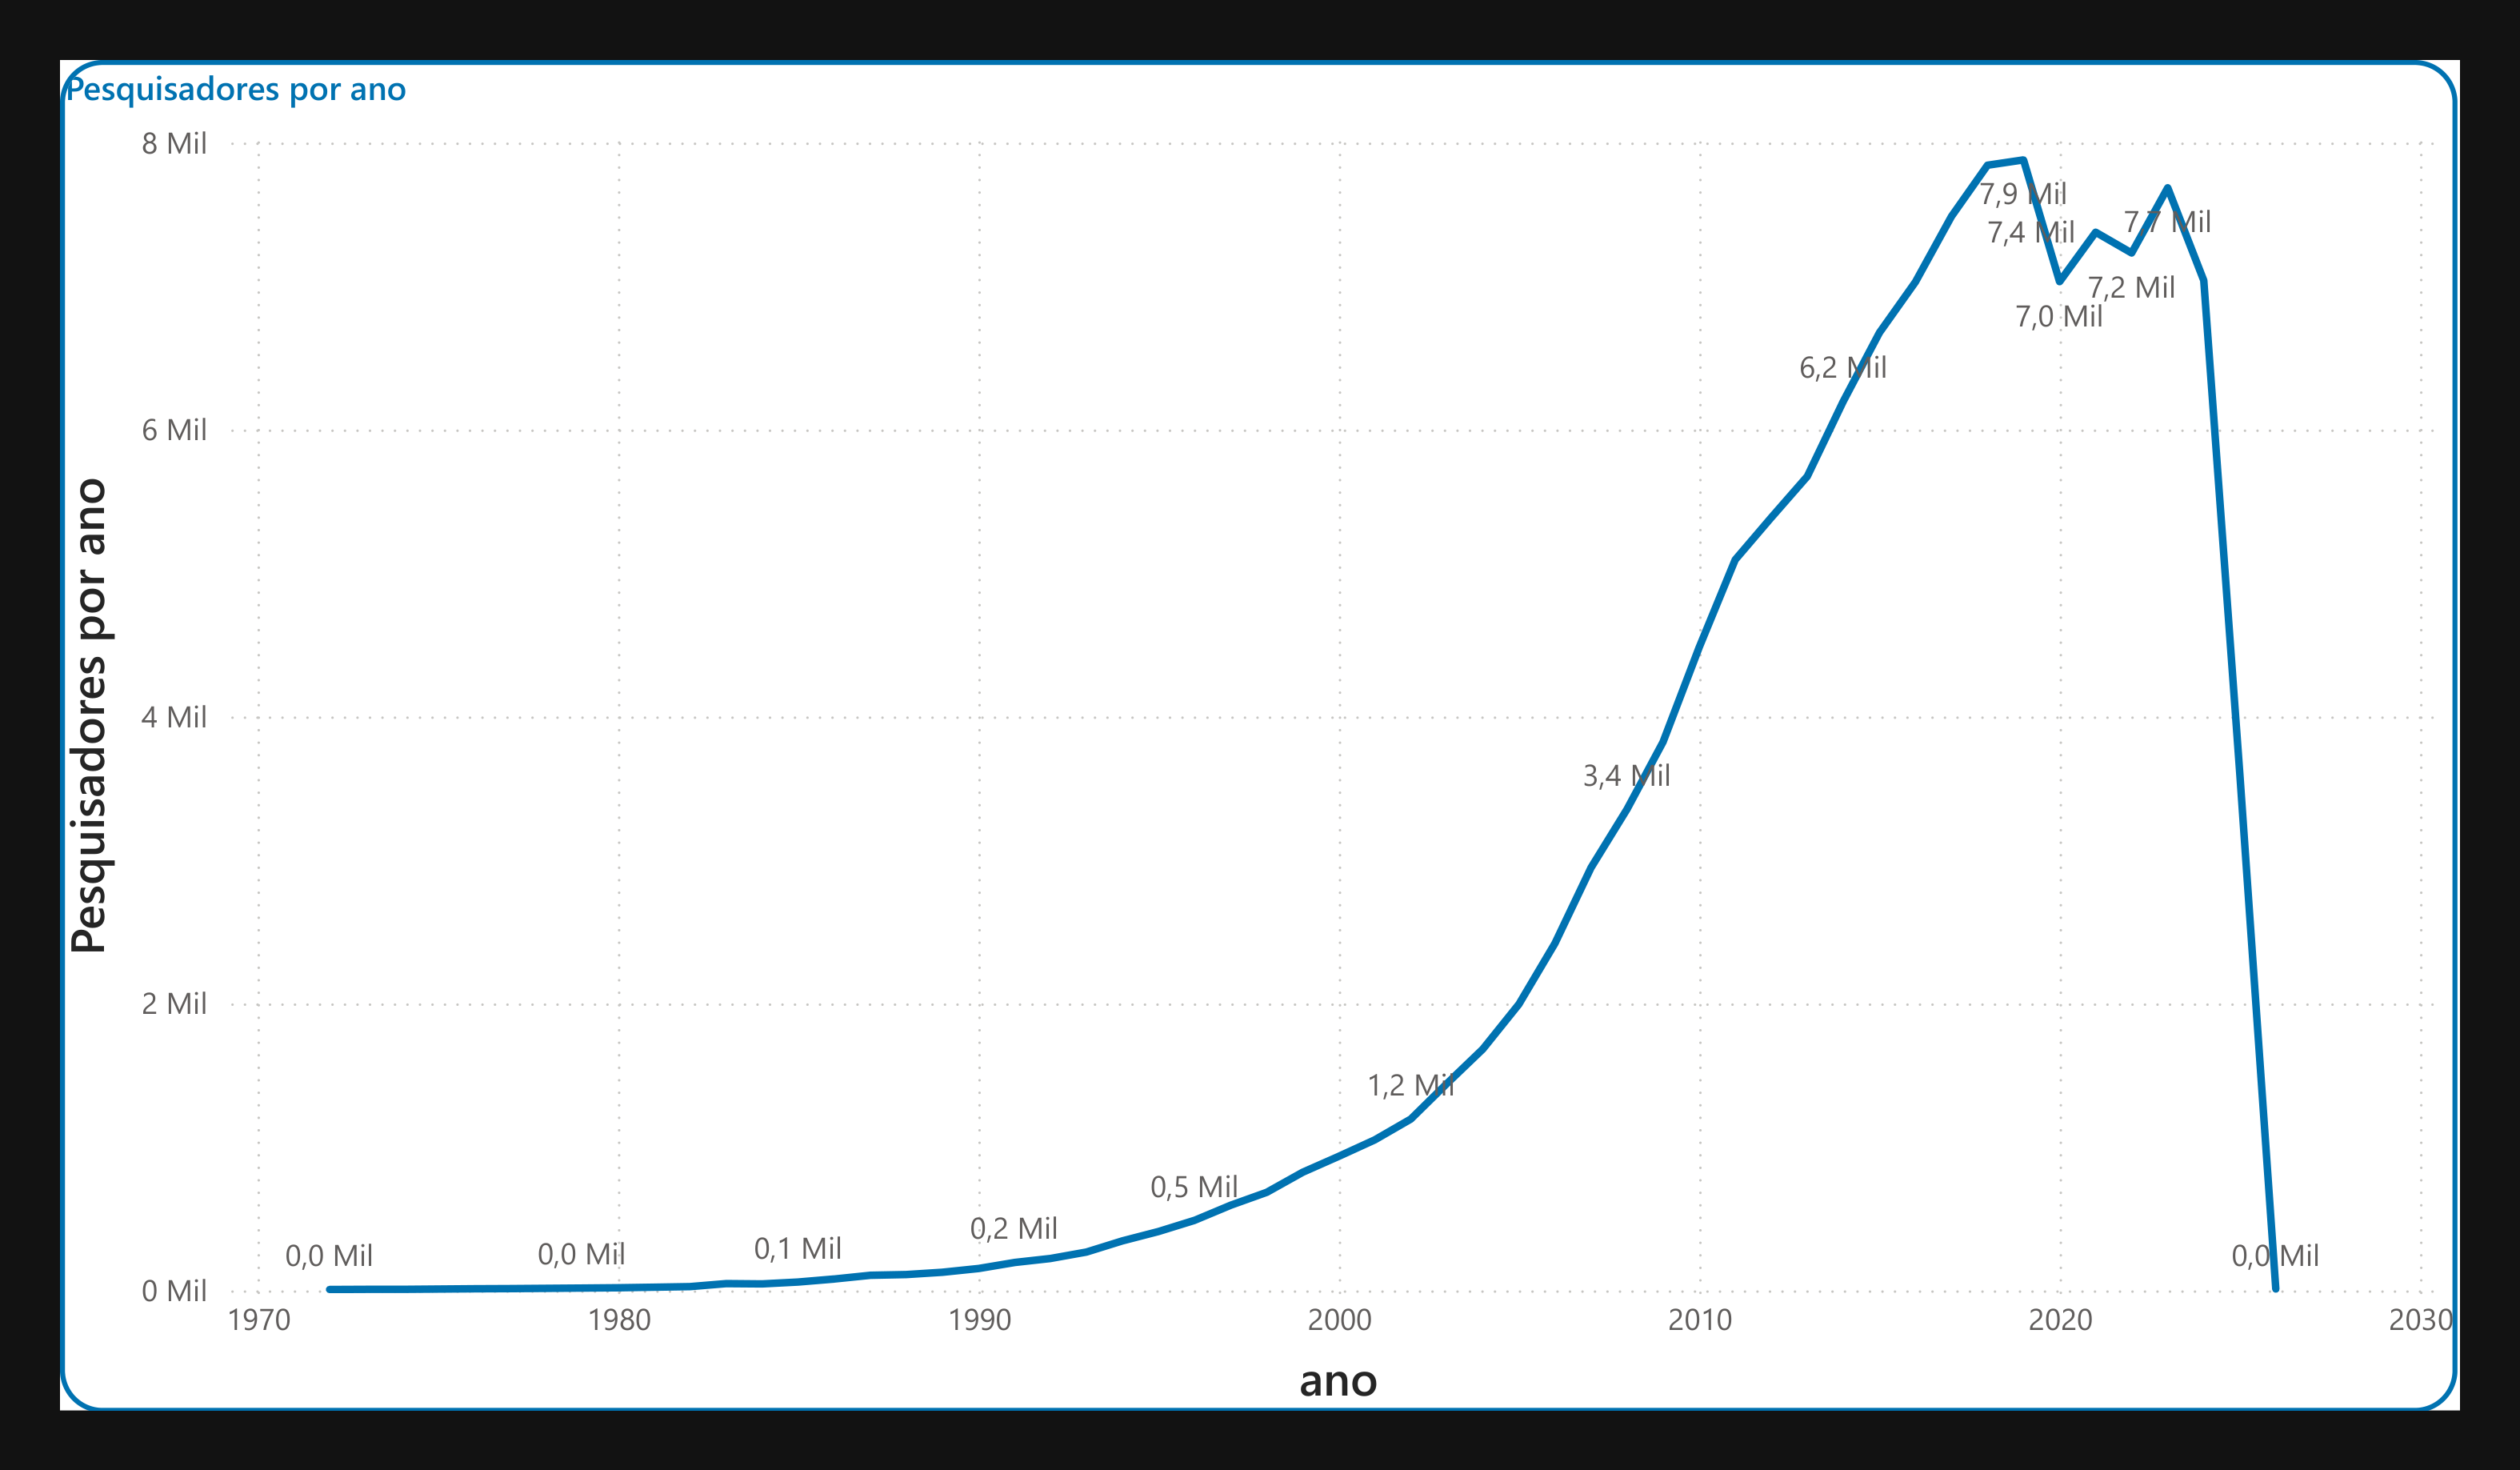 Pesquisadores por ano
8 Mil
7,9 Mil
7,7 Mil
7,4 Mil
7,2 Mil
7,0 Mil
6,2 Mil
6 Mil
Pesquisadores por ano
4 Mil
3,4 Mil
2 Mil
1,2 Mil
0,5 Mil
0,2 Mil
0,1 Mil
0,0 Mil
0,0 Mil
0,0 Mil
0 Mil
1970 1980 1990 2000 2010 2020 2030
ano